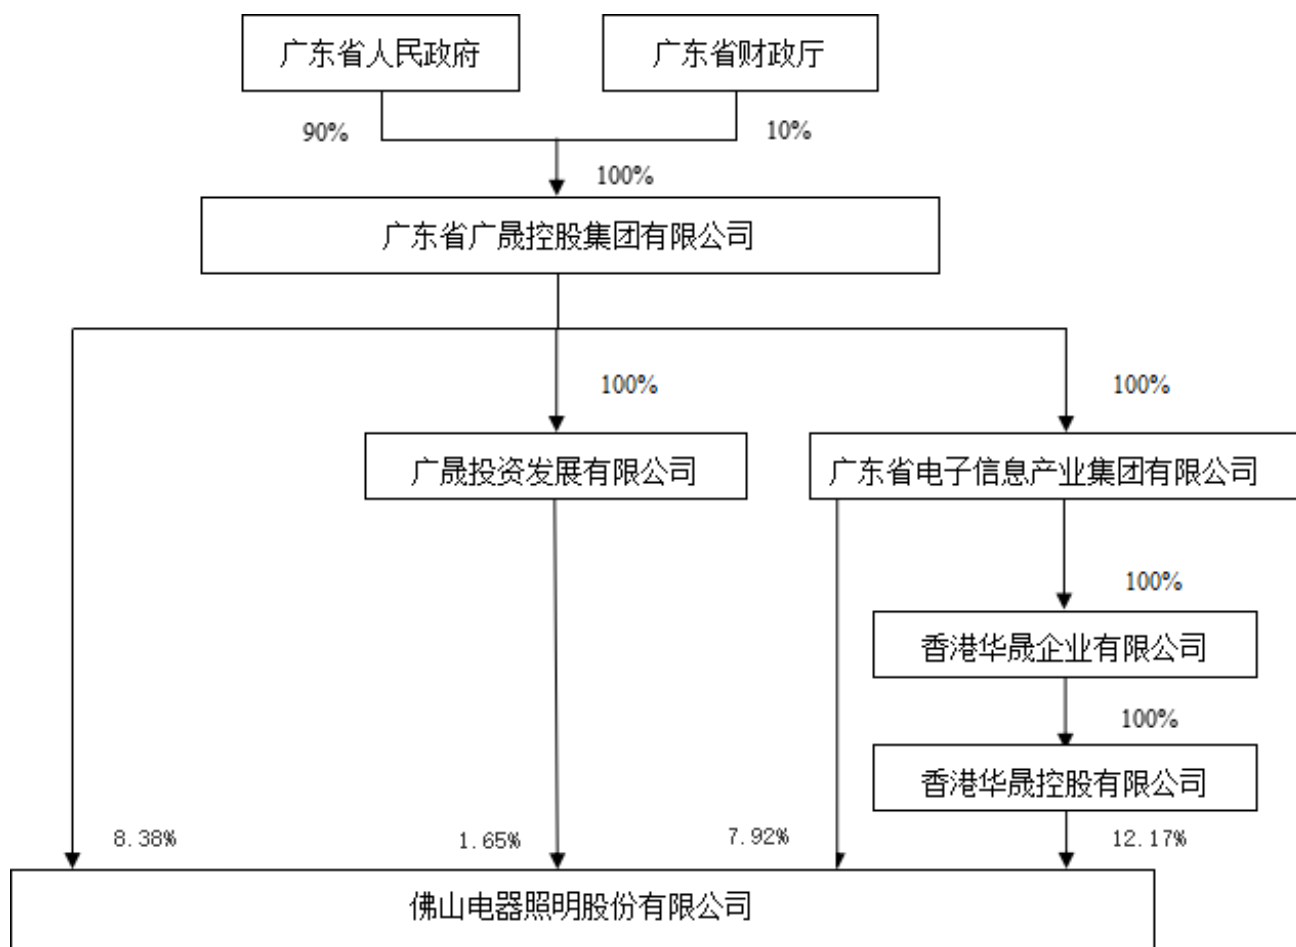 广东省人民政府
广东省财政厅
90%
10%
100%
广东省广晟控股集团有限公司
100%
100%
广晟投资发展有限公司
广东省电子信息产业集团有限公司
100%
香港华晟企业有限公司
100%
香港华晟控股有限公司
8.38%
1.65%
7.92%
12.17%
佛山电器照明股份有限公司